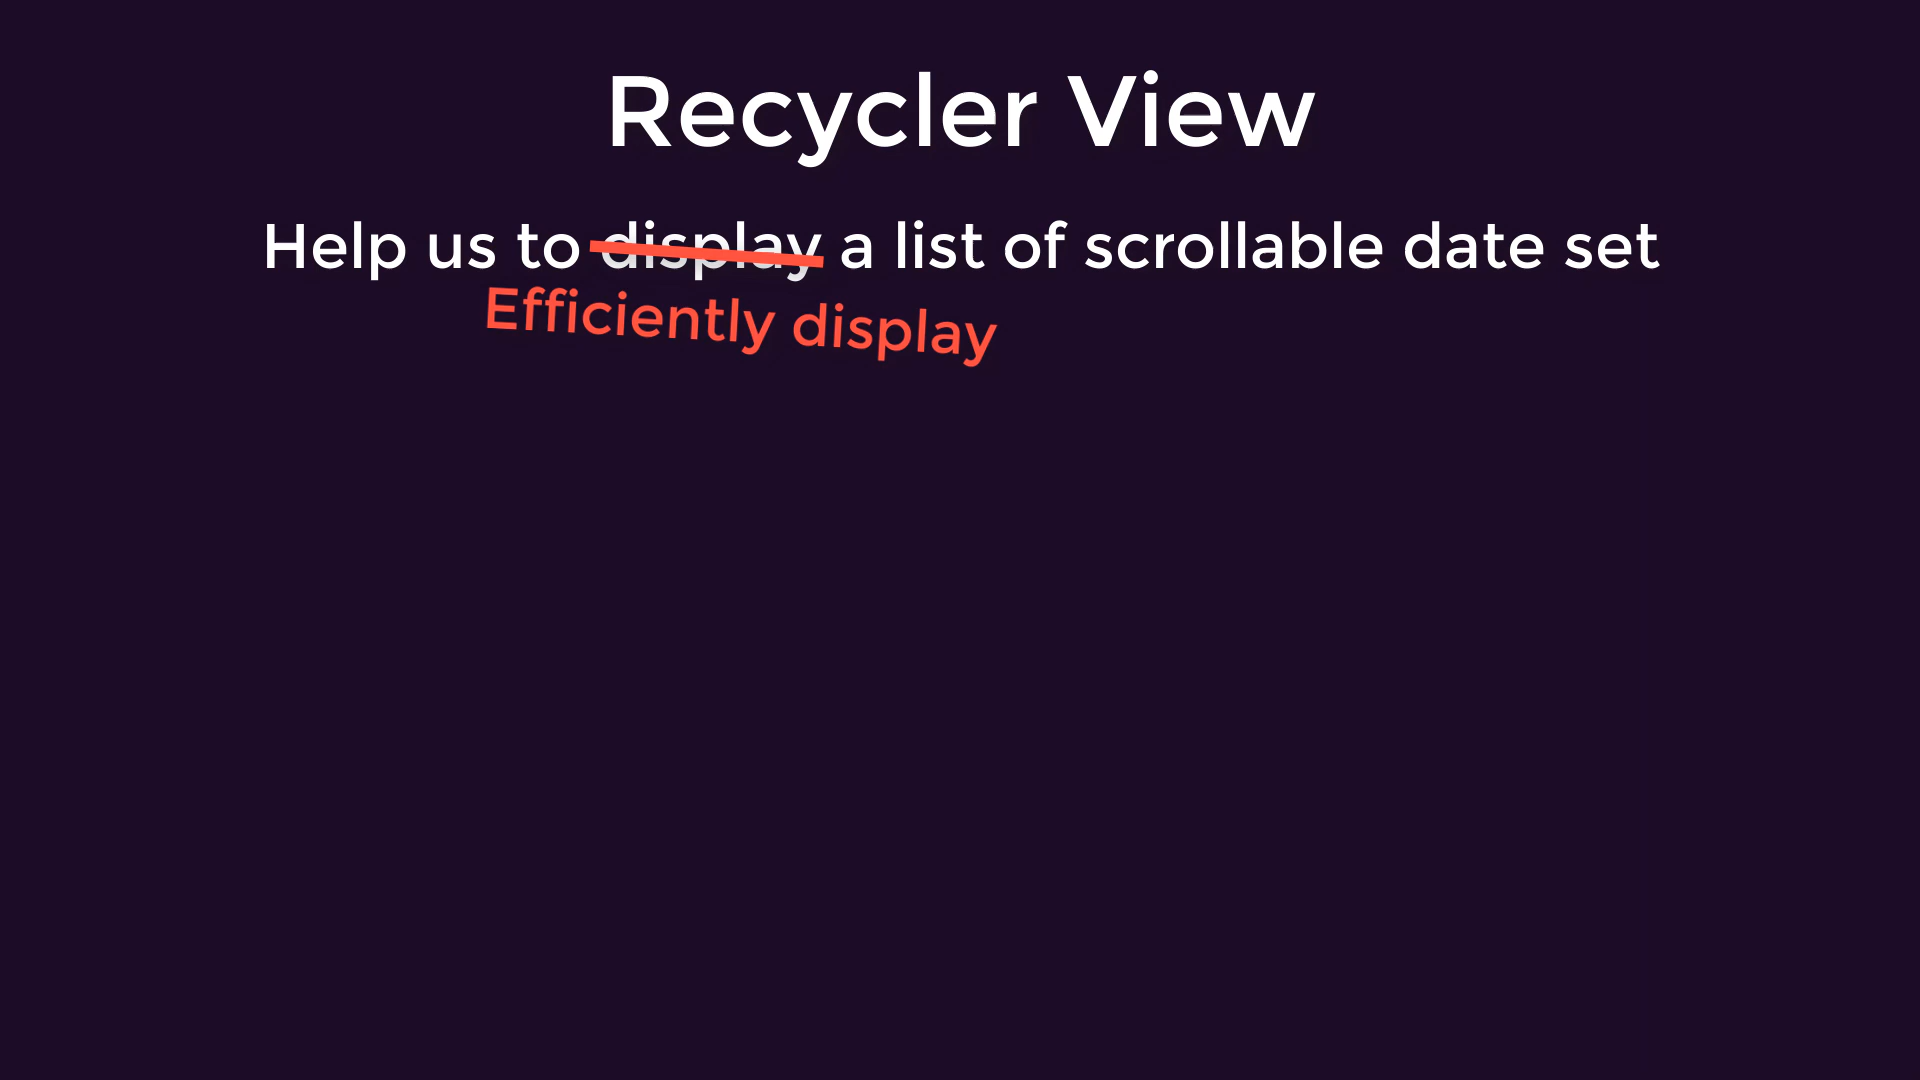 Recycler View
Help us to display a list of scrollable date set
Efficiently display